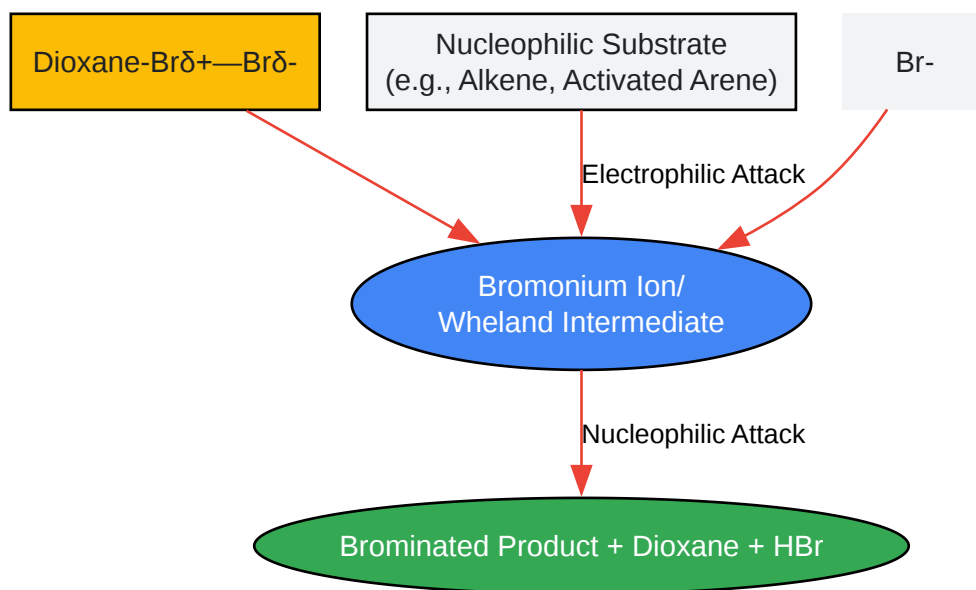 Dioxane-Brδ+—Brδ-
Nucleophilic Substrate
(e.g., Alkene, Activated Arene)
Br-
Electrophilic Attack
Bromonium Ion/
Wheland Intermediate
Nucleophilic Attack
Brominated Product + Dioxane + HBr